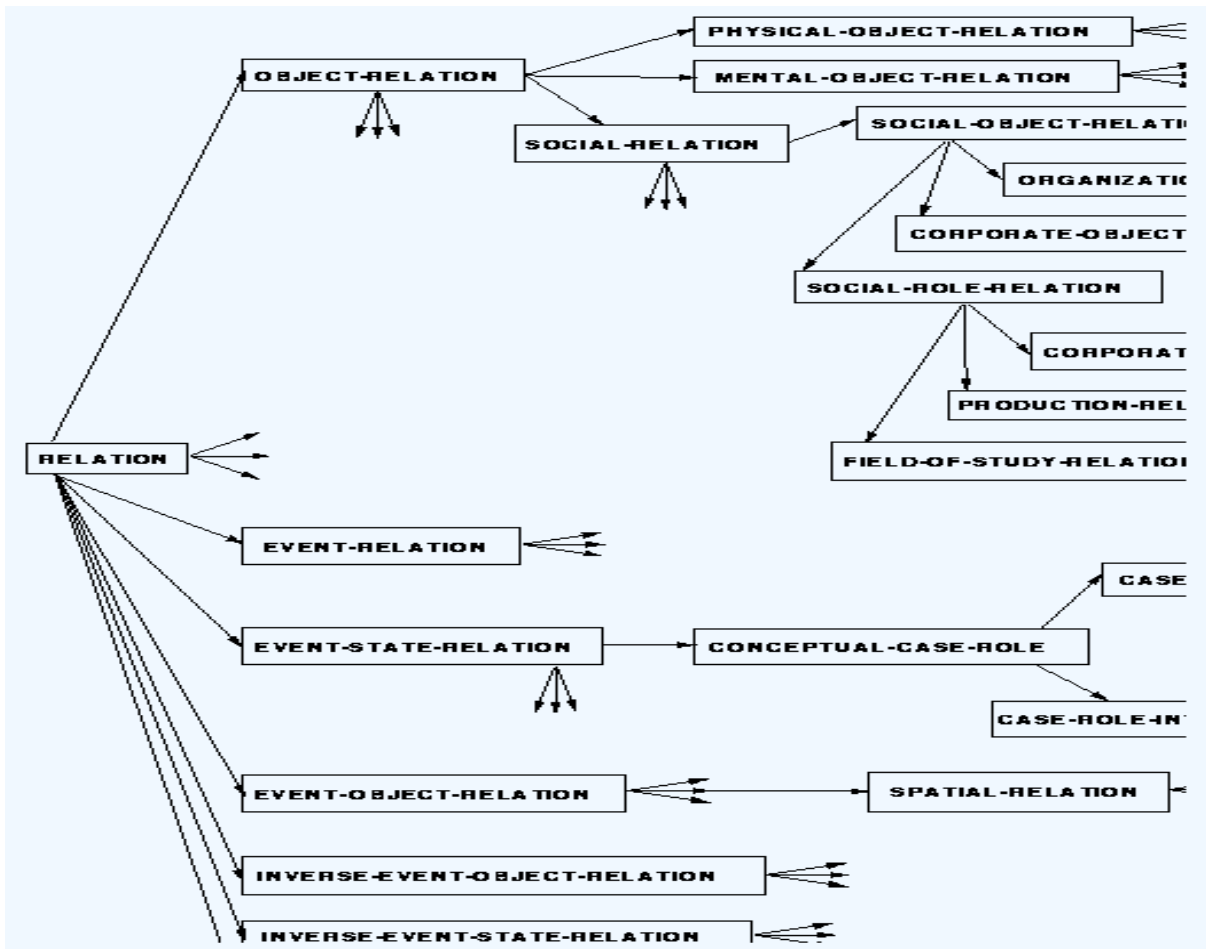 PHYSICAL-OBJECT-RELATION
OBJECT-RELATION
MENTAL-OBJECT-RELATION
SOCIAL-OBJECT-RELATI
SOCIAL-RELATION
ORGANIZATIO
CORPORATE-OBJECT
SOCIAL-ROLE-RELATION
CORPORAT
PRODUCTION-REL
RELATION
FIELD-OF-STUDY-RELATION
EVENT-RELATION
CASE
EVENT-STATE-RELATION
CONCEPTUAL-CASE-ROLE
CASE-ROLE-IN
EVENT-OBJECT-RELATION
SPATIAL-RELATION
INVERSE-EVENT-OBJECT-RELATION
INVERSE-EVENT-STATE-RELATION